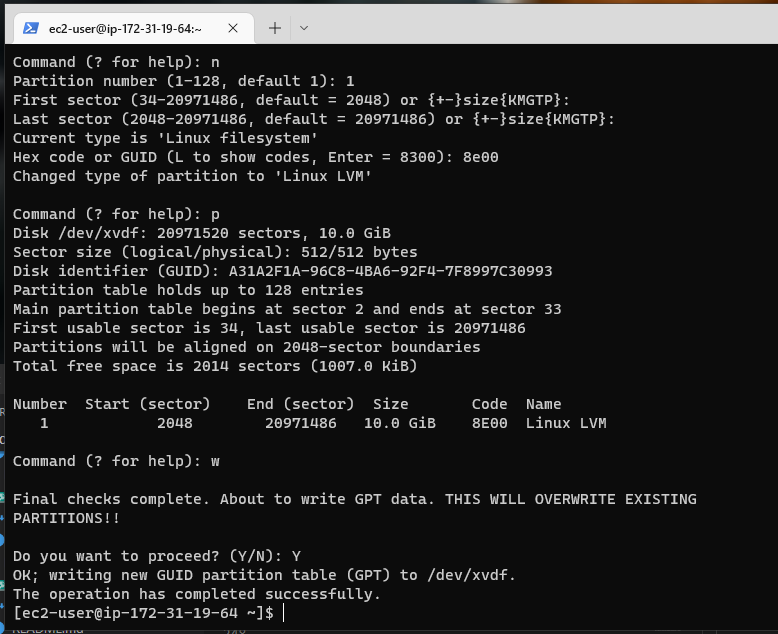 ec2-user@ip-172-31-19-64:~
Command (? for help): n
Partition number (1-128, default 1): 1
First sector (34-20971486, default = 2048) or {+-}size{KMGTP}:
Last sector (2048-20971486, default = 20971486) or {+-}size{KMGTP}:
Current type is 'Linux filesystem'
Hex code or GUID (L to show codes, Enter = 8300): 8e00
Changed type of partition to 'Linux LVM'
Command (? for help): p
Disk /dev/xvdf: 20971520 sectors, 10.0 GiB
Sector size (logical/physical): 512/512 bytes
Disk identifier (GUID): A31A2F1A-96C8-4BA6-92F4-7F8997C30993
Partition table holds up to 128 entries
Main partition table begins at sector 2 and ends at sector 33
First usable sector is 34, last usable sector is 20971486
Partitions will be aligned on 2048-sector boundaries
Total free space is 2014 sectors (1007.0 KiB)
Number  Start (sector)    End (sector)  Size       Code  Name
   1            2048        20971486   10.0 GiB    8E00  Linux LVM
Command (? for help): w
Final checks complete. About to write GPT data. THIS WILL OVERWRITE EXISTING
PARTITIONS!!
Do you want to proceed? (Y/N): Y
OK; writing new GUID partition table (GPT) to /dev/xvdf.
The operation has completed successfully.
[ec2-user@ip-172-31-19-64 ~]$